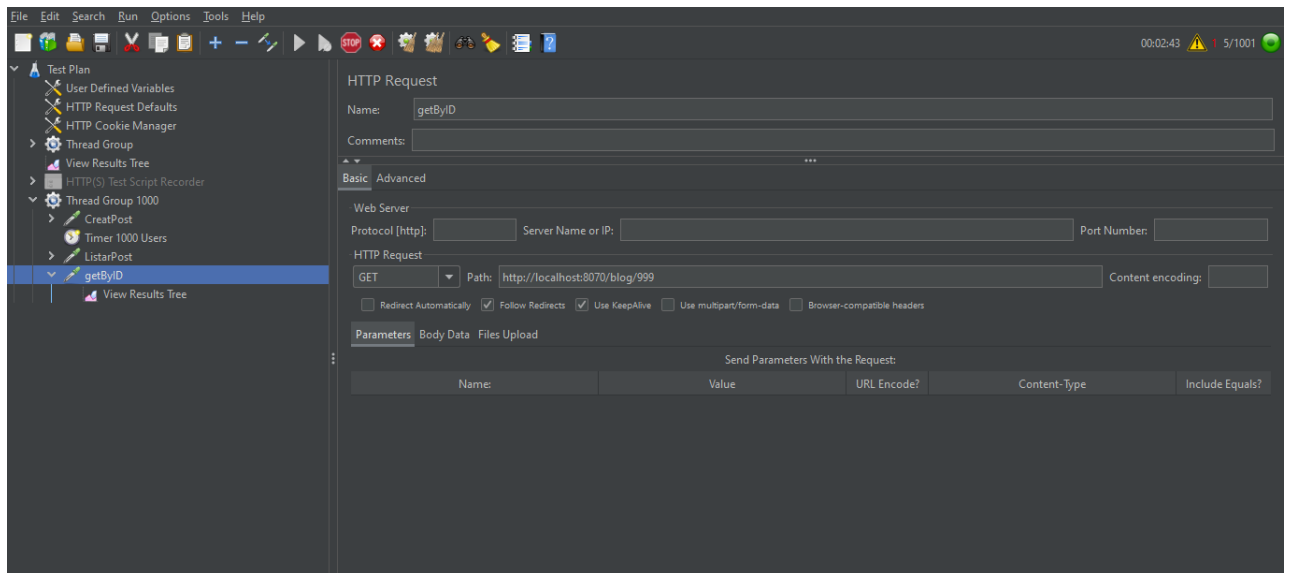 File Edit Search Run Options Tools Help
STOP ? 00:02:43 1 5/1001
Test Plan
User Defined Variables
HTTP Request Defaults
HTTP Cookie Manager
Thread Group
View Results Tree
HTTP(S) Test Script Recorder
Thread Group 1000
CreatPost
Timer 1000 Users
ListarPost
getByID
View Results Tree
HTTP Request
Name: getByID
Comments:
Basic Advanced
Web Server
Protocol [http]: Server Name or IP: Port Number:
HTTP Request
GET Path: http://localhost:8070/blog/999 Content encoding:
Redirect Automatically Follow Redirects Use KeepAlive Use multipart/form-data Browser-compatible headers
Parameters Body Data Files Upload
Send Parameters With the Request:
Name: Value URL Encode? Content-Type Include Equals?